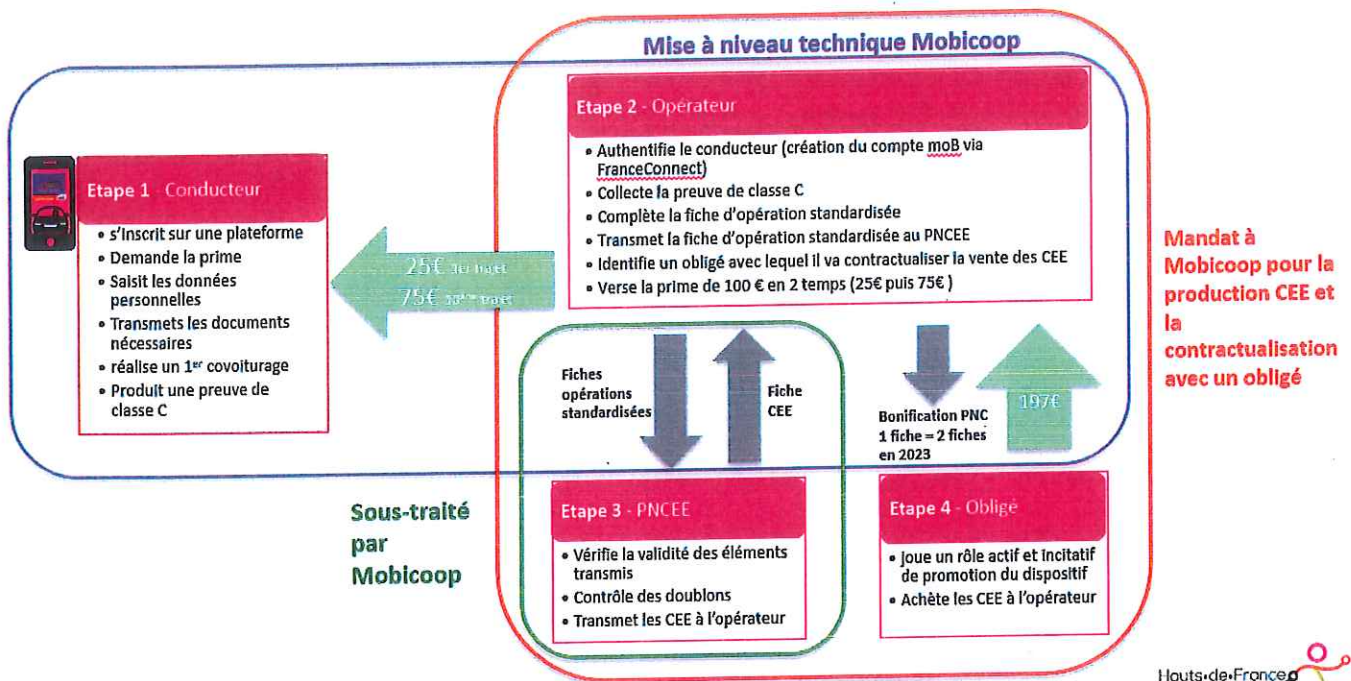 Mise à niveau technique Mobicoop
Etape 2 - Opérateur
• Authentifie le conducteur (création du compte moB via
FranceConnect)
• Collecte la preuve de classe C
• Complète la fiche d'opération standardisée
• Transmet la fiche d'opération standardisée au PNCEE
• Identifie un obligé avec lequel il va contractualiser la vente des CEE
• Verse la prime de 100 € en 2 temps (25€ puis 75€ )
Etape 1 - Conducteur
• s'Inscrit sur une plateforme
• Demande la prime
• Saisit les données
personnelles
• Transmets les documents
nécessaires
• réalise un 1er covoiturage
• Produit une preuve de
classe C
25€ 1er trajet
75€ trajet
Mandat à
Mobicoop pour la
production CEE et
la
contractualisation
avec un obligé
Fiches
opérations
standardisées
Fiche
CEE
Bonification PNC
1 fiche = 2 fiches
en 2023
197€
Sous-traité
par
Mobicoop
Etape 3 - PNCEE
• Vérifie la validité des éléments
transmis
• Contrôle des doublons
• Transmet les CEE à l'opérateur
Etape 4 - Obligé
• Joue un rôle actif et incitatif
de promotion du dispositif
• Achète les CEE à l'opérateur
Hauts•de•France